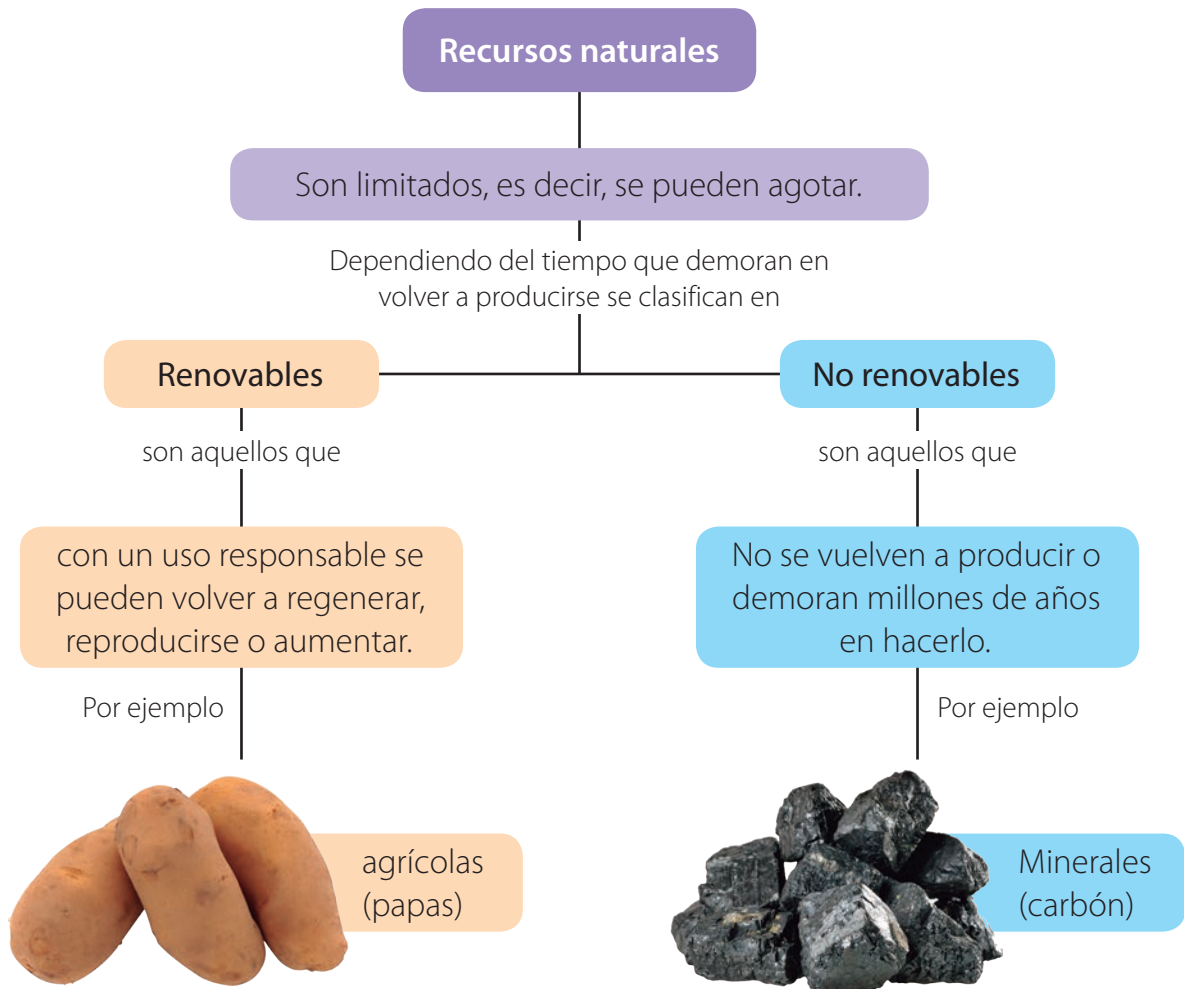 Recursos naturales
Son limitados, es decir, se pueden agotar.
Dependiendo del tiempo que demoran en
volver a producirse se clasifican en
Renovables
son aquellos que
con un uso responsable se
pueden volver a regenerar,
reproducirse o aumentar.
Por ejemplo
agrícolas
(papas)
No renovables
son aquellos que
No se vuelven a producir o
demoran millones de años
en hacerlo.
Por ejemplo
Minerales
(carbón)